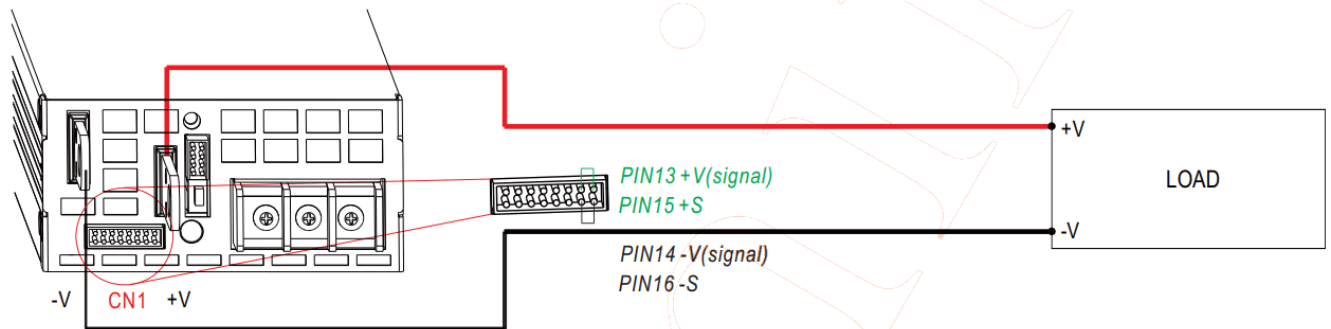 +V
LOAD
-V
PIN13 +V(signal)
PIN15 +S
PIN14 -V(signal)
PIN16 -S
-V CN1 +V